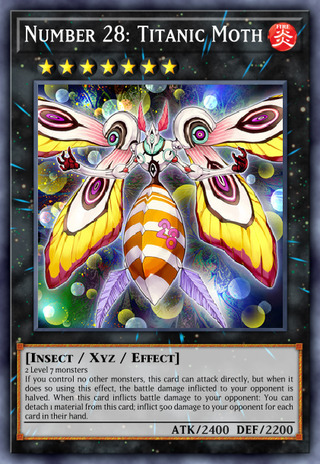 Number 28: Titanic Moth
FIRE
炎
28
[Insect / Xyz / Effect]
2 Level 7 monsters
If you control no other monsters, this card can attack directly, but when it
does so using this effect, the battle damage inflicted to your opponent is
halved. When this card inflicts battle damage to your opponent: You can
detach 1 material from this card; inflict 500 damage to your opponent for each
card in their hand.
ATK/2400 DEF/2200